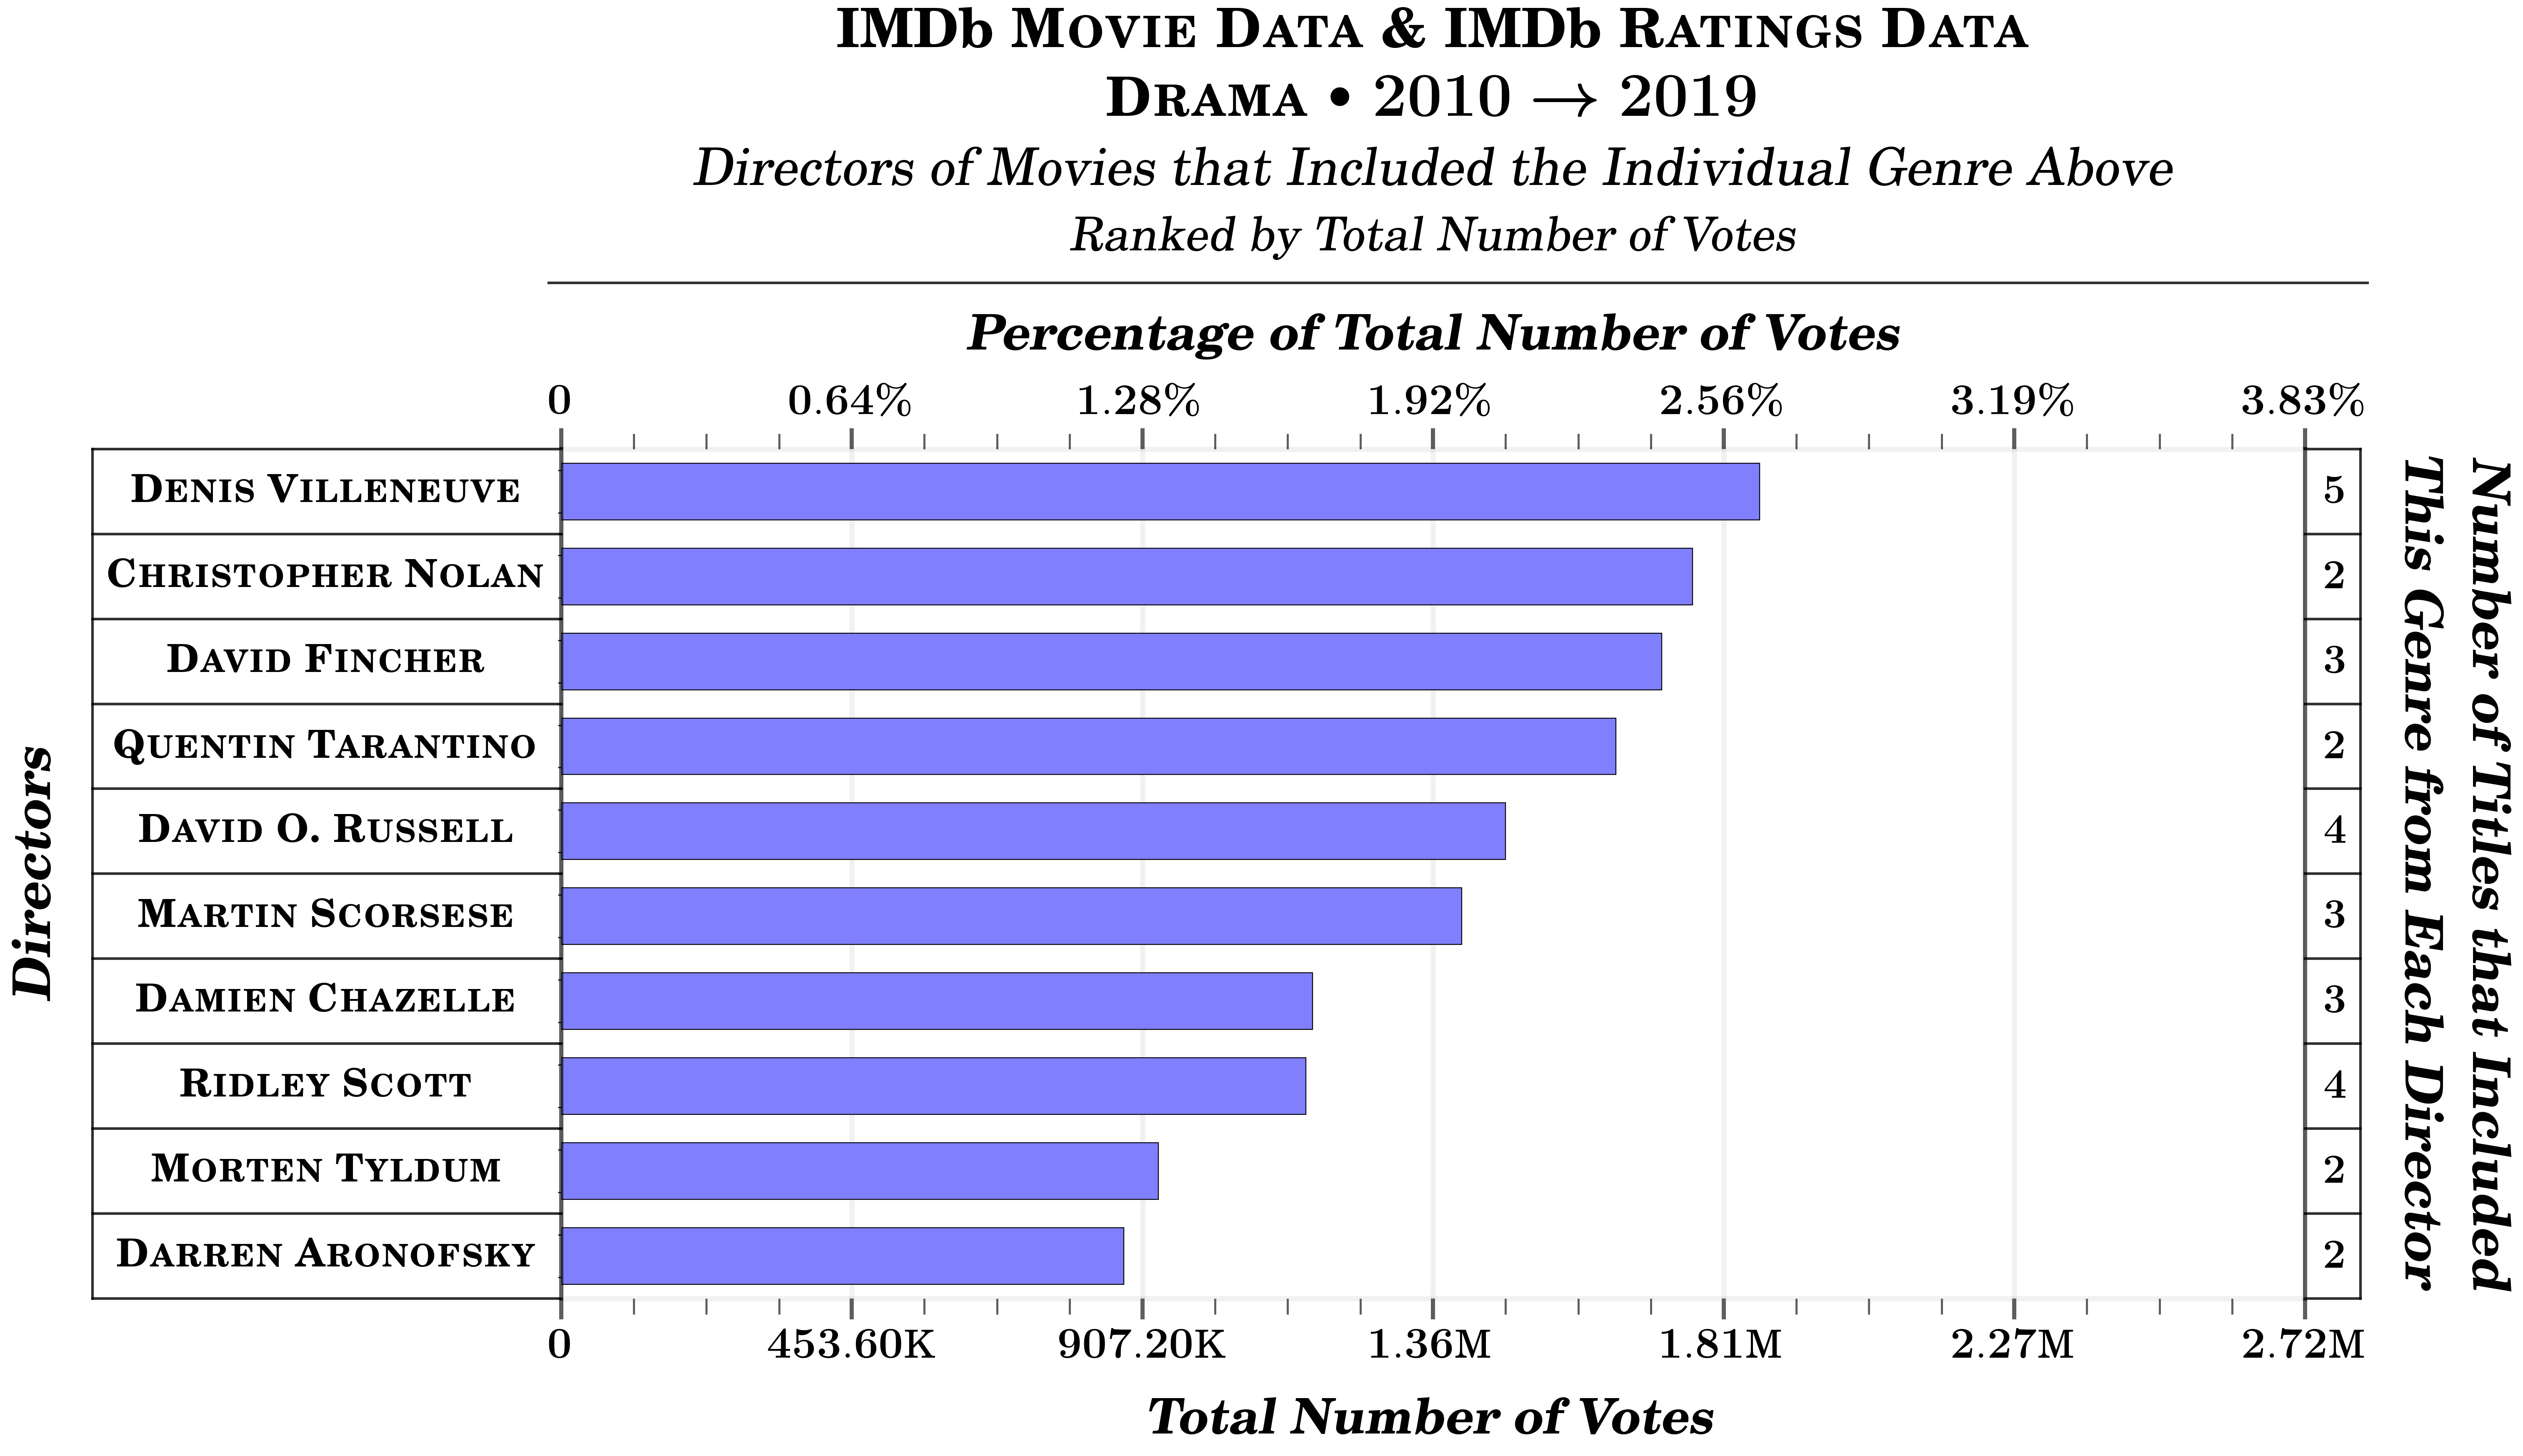 IMDb Movie Data & IMDb Ratings Data
Drama • 2010 → 2019
Directors of Movies that Included the Individual Genre Above
Ranked by Total Number of Votes
Percentage of Total Number of Votes
0 0.64% 1.28% 1.92% 2.56% 3.19% 3.83%
Directors
Denis Villeneuve 5
Christopher Nolan 2
David Fincher 3
Quentin Tarantino 2
David O. Russell 4
Martin Scorsese 3
Damien Chazelle 3
Ridley Scott 4
Morten Tyldum 2
Darren Aronofsky 2
Number of Titles that Included
This Genre from Each Director
0 453.60K 907.20K 1.36M 1.81M 2.27M 2.72M
Total Number of Votes